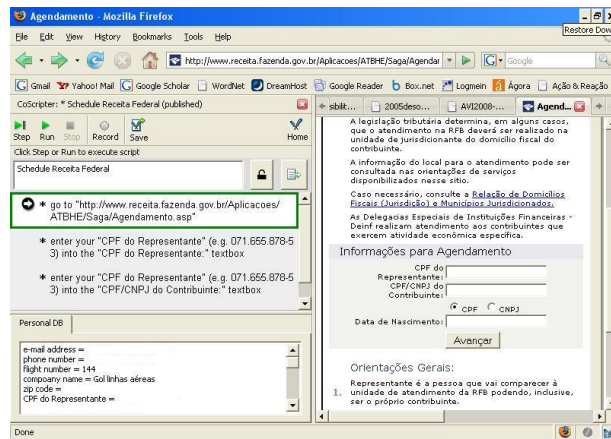 Agendamento - Mozilla Firefox
Restore Dow
File Edit View History Bookmarks Tools Help
http://www.receita.fazenda.gov.br/Aplicacoes/ATBHE/Saga/Agendar
Google
Gmail Yahoo! Mail Google Scholar WordNet DreamHost Google Reader Box.net Logmein Ágora Ação & Reação
CoScripter: * Schedule Receita Federal (published)
Step Run Stop Record Save Home
Click Step or Run to execute script
Schedule Receita Federal
* go to "http://www.receita.fazenda.gov.br/Aplicacoes/
ATBHE/Saga/Agendamento.asp"
* enter your "CPF do Representante" (e.g. 071.655.878-5
3) into the "CPF do Representante:" textbox
* enter your "CPF do Representante" (e.g. 071.655.878-5
3) into the "CPF/CNPJ do Contribuinte:" textbox
Personal DB
e-mail address =
phone number =
flight number = 144
compoany name = Gol linhas aéreas
zip code =
CPF do Representante =
Done
siblit... 2005deso... AVI2008-... Agend...
A legislação tributária determina, em alguns casos,
que o atendimento na RFB deverá ser realizado na
unidade de jurisdicionante do domicílio fiscal do
contribuinte.
A informação do local para o atendimento pode ser
consultada nas orientações de serviços
disponibilizados nesse sítio.
Caso necessário, consulte a Relação de Domicílios
Fiscais (Jurisdição) e Municípios Jurisdicionados.
As Delegacias Especiais de Instituições Financeiras -
Deinf realizam atendimento aos contribuintes que
exercem atividade econômica específica.
Informações para Agendamento
CPF do
Representante:
CPF/CNPJ do
Contribuinte:
CPF CNPJ
Data de Nascimento:
Avançar
Orientações Gerais:
1. Representante é a pessoa que vai comparecer à
unidade de atendimento da RFB podendo, inclusive,
ser o próprio contribuinte.